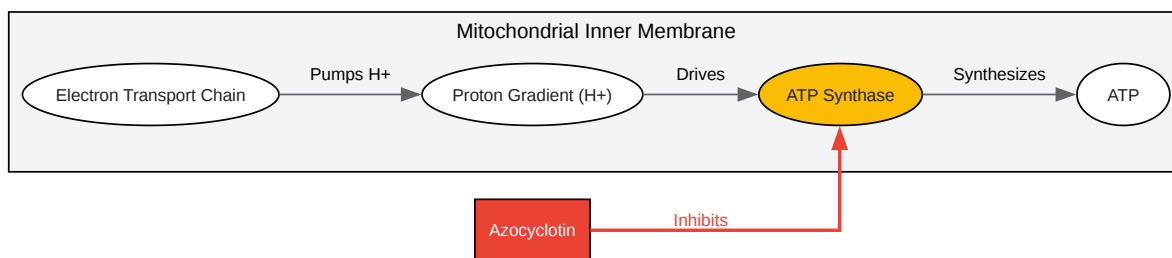 Mitochondrial Inner Membrane
Electron Transport Chain
Pumps H+
Proton Gradient (H+)
Drives
ATP Synthase
Synthesizes
ATP
Azocyclotin
Inhibits